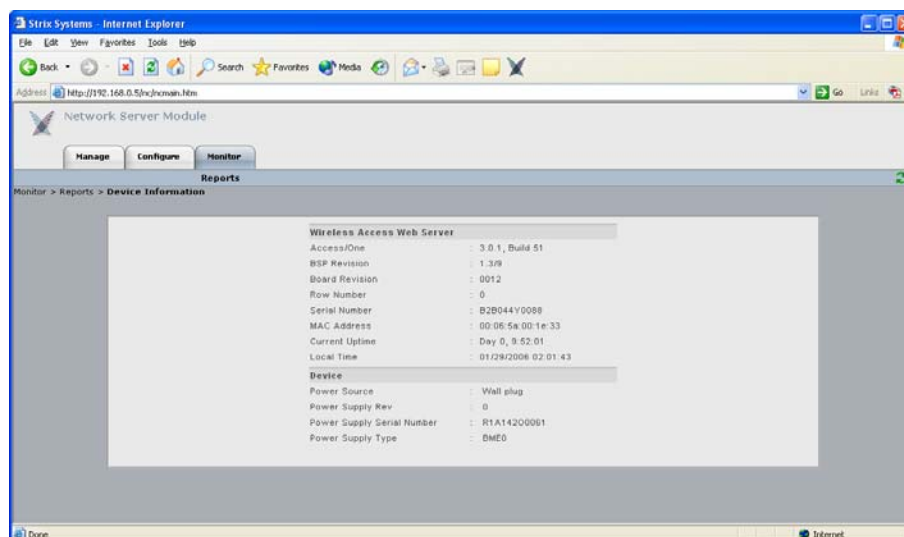 Strix Systems - Internet Explorer
File Edit View Favorites Tools Help
Back Search Favorites Media
Address http://192.168.0.5/nc/ncmain.htm Go Links
Network Server Module
Manage Configure Monitor
Reports
Monitor > Reports > Device Information
Wireless Access Web Server
Access/One : 3.0.1, Build 51
BSP Revision : 1.3/9
Board Revision : 0012
Row Number : 0
Serial Number : B2B044Y0088
MAC Address : 00:06:5a:00:1e:33
Current Uptime : Day 0, 9:52:01
Local Time : 01/29/2006 02:01:43
Device
Power Source : Wall plug
Power Supply Rev : 0
Power Supply Serial Number : R1A14200061
Power Supply Type : BME0
Done Internet